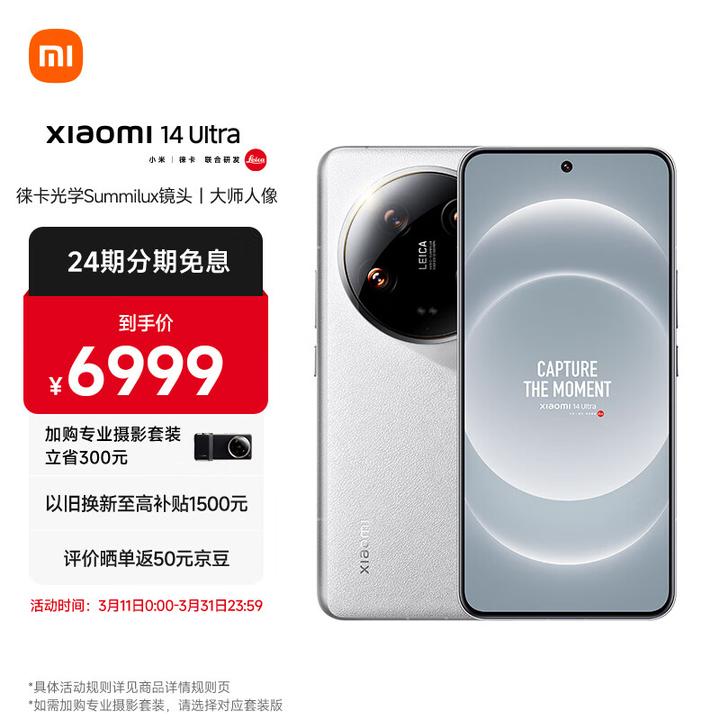 mi
xiaomi 14 Ultra
小米 | 徕卡 联合研发 Leica
徕卡光学Summilux镜头丨大师人像
24期分期免息
到手价
¥6999
加购专业摄影套装
立省300元
以旧换新至高补贴1500元
评价晒单返50元京豆
活动时间：3月11日0:00-3月31日23:59
*具体活动规则详见商品详情规则页
*如需加购专业摄影套装，请选择对应套装版
LEICA
xiaomi
CAPTURE
THE MOMENT
xiaomi 14 Ultra